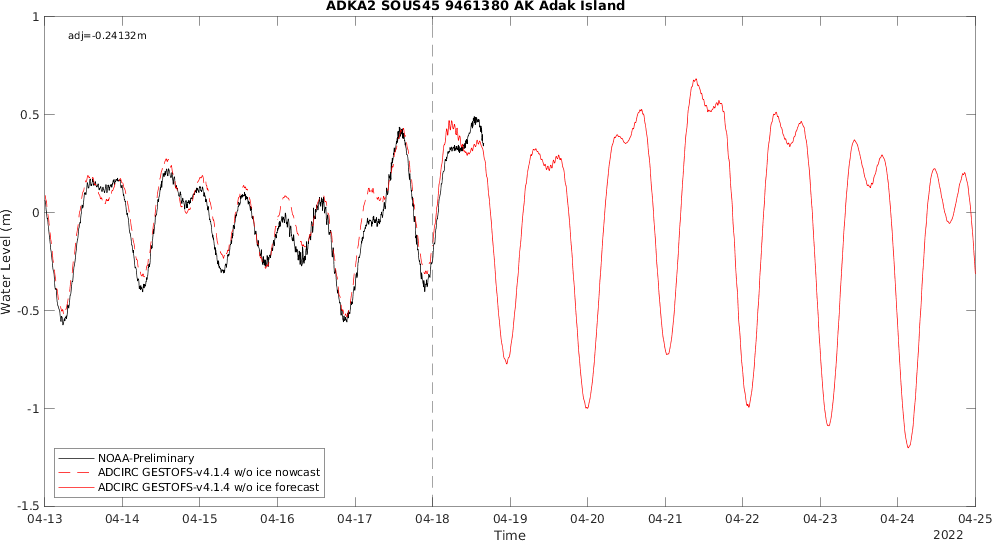 ADKA2 SOUS45 9461380 AK Adak Island
adj=-0.24132m
1
0.5
0
-0.5
-1
-1.5
Water Level (m)
NOAA-Preliminary
ADCIRC GESTOFS-v4.1.4 w/o ice nowcast
ADCIRC GESTOFS-v4.1.4 w/o ice forecast
04-13 04-14 04-15 04-16 04-17 04-18 04-19 04-20 04-21 04-22 04-23 04-24 04-25
Time
2022